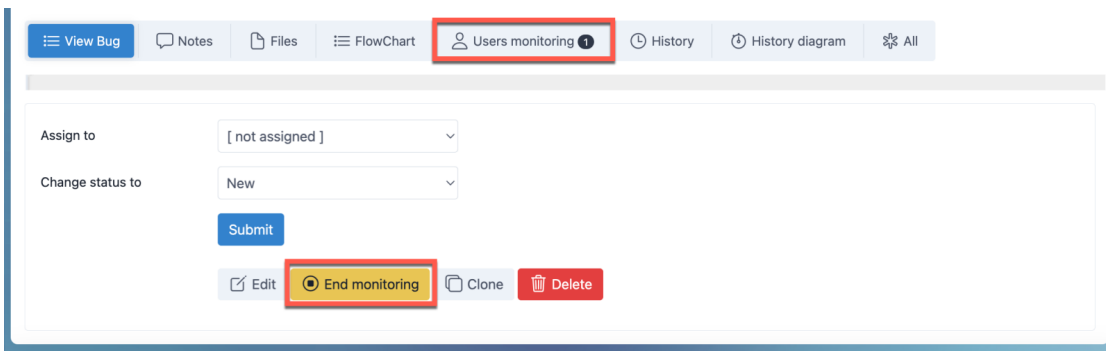 View Bug Notes Files FlowChart Users monitoring 1 History History diagram All
Assign to [ not assigned ]
Change status to New
Submit
Edit End monitoring Clone Delete